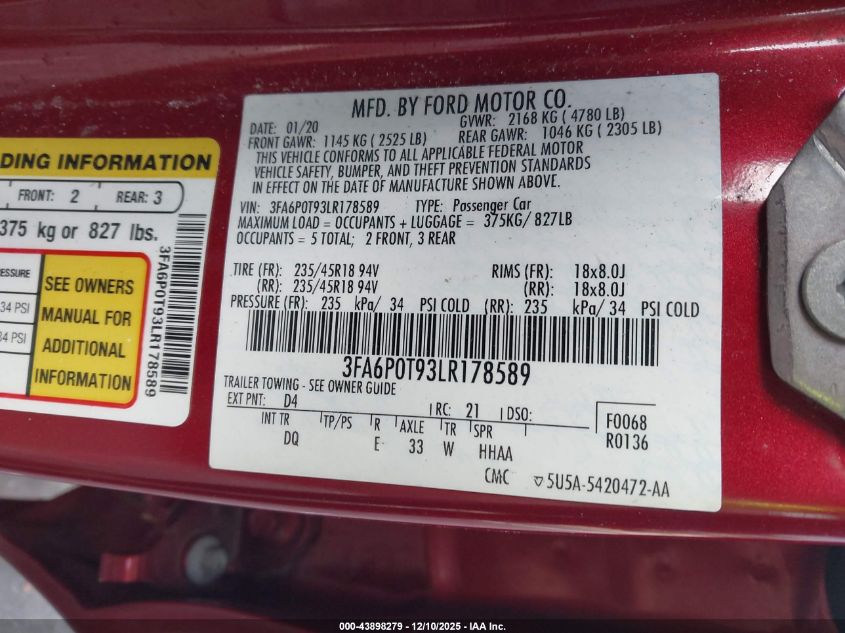 MFD. BY FORD MOTOR CO.
DATE: 01/20 GVWR: 2168 KG ( 4780 LB)
FRONT GAWR: 1145 KG ( 2525 LB) REAR GAWR: 1046 KG ( 2305 LB)
THIS VEHICLE CONFORMS TO ALL APPLICABLE FEDERAL MOTOR
VEHICLE SAFETY, BUMPER, AND THEFT PREVENTION STANDARDS
IN EFFECT ON THE DATE OF MANUFACTURE SHOWN ABOVE.
VIN: 3FA6P0T93LR178589 TYPE: Passenger Car
MAXIMUM LOAD = OCCUPANTS + LUGGAGE = 375KG/ 827LB
OCCUPANTS = 5 TOTAL; 2 FRONT, 3 REAR
TIRE (FR): 235/45R18 94V RIMS (FR): 18x8.0J
(RR): 235/45R18 94V (RR): 18x8.0J
PRESSURE (FR): 235 kPa/ 34 PSI COLD (RR): 235 kPa/ 34 PSI COLD
3FA6P0T93LR178589
TRAILER TOWING - SEE OWNER GUIDE
EXT PNT: D4 RC: 21 DSO: F0068
INT TR TP/PS R AXLE TR SPR R0136
DQ E 33 W HHAA
CMC 5U5A-5420472-AA
DING INFORMATION
FRONT: 2 REAR: 3
375 kg or 827 lbs.
ESSURE
34 PSI
34 PSI
SEE OWNERS
MANUAL FOR
ADDITIONAL
INFORMATION
3FA6P0T93LR178589
000-43898279 - 12/10/2025 - IAA Inc.